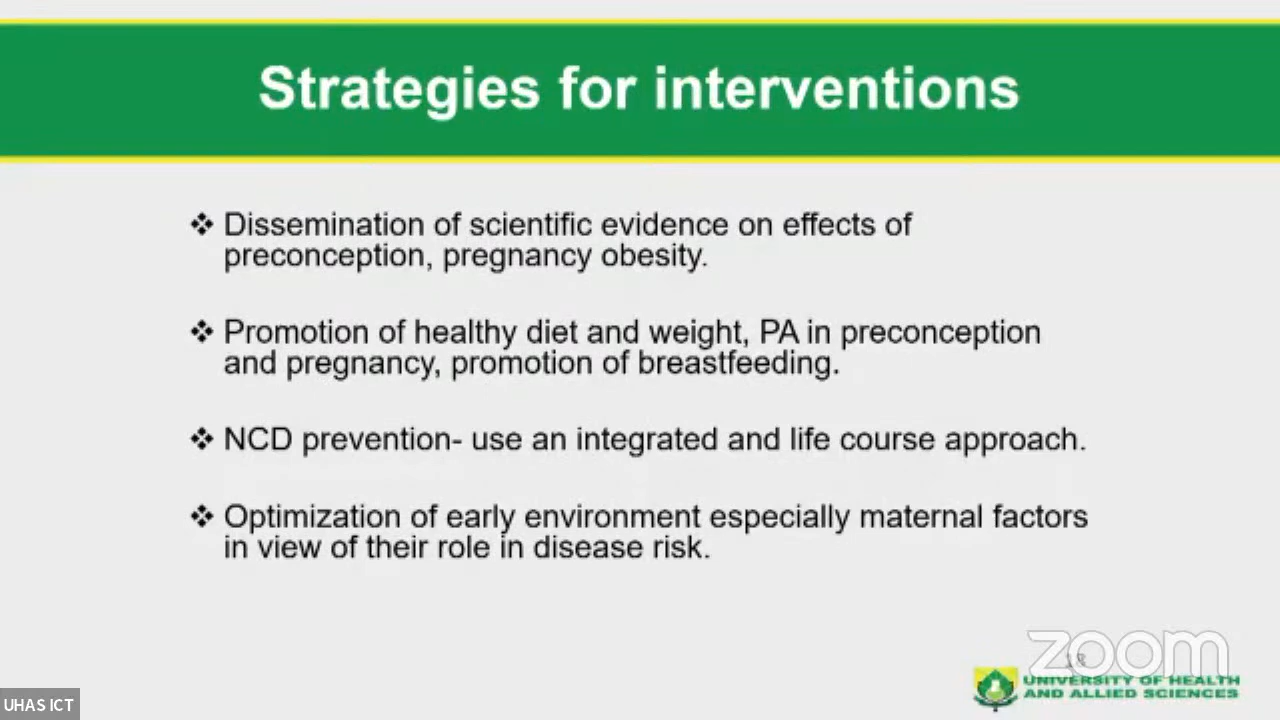 Strategies for interventions
❖ Dissemination of scientific evidence on effects of
preconception, pregnancy obesity.
❖ Promotion of healthy diet and weight, PA in preconception
and pregnancy, promotion of breastfeeding.
❖ NCD prevention- use an integrated and life course approach.
❖ Optimization of early environment especially maternal factors
in view of their role in disease risk.
zoom
UNIVERSITY OF HEALTH
AND ALLIED SCIENCES
UHAS ICT